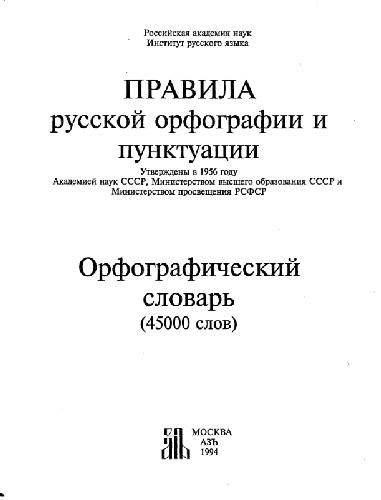 Российская академия наук
Институт русского языка
ПРАВИЛА
русской орфографии и
пунктуации
Утверждены в 1956 году
Академией наук СССР, Министерством высшего образования СССР и
Министерством просвещения РСФСР
Орфографический
словарь
(45000 слов)
МОСКВА
АЗЪ
1994